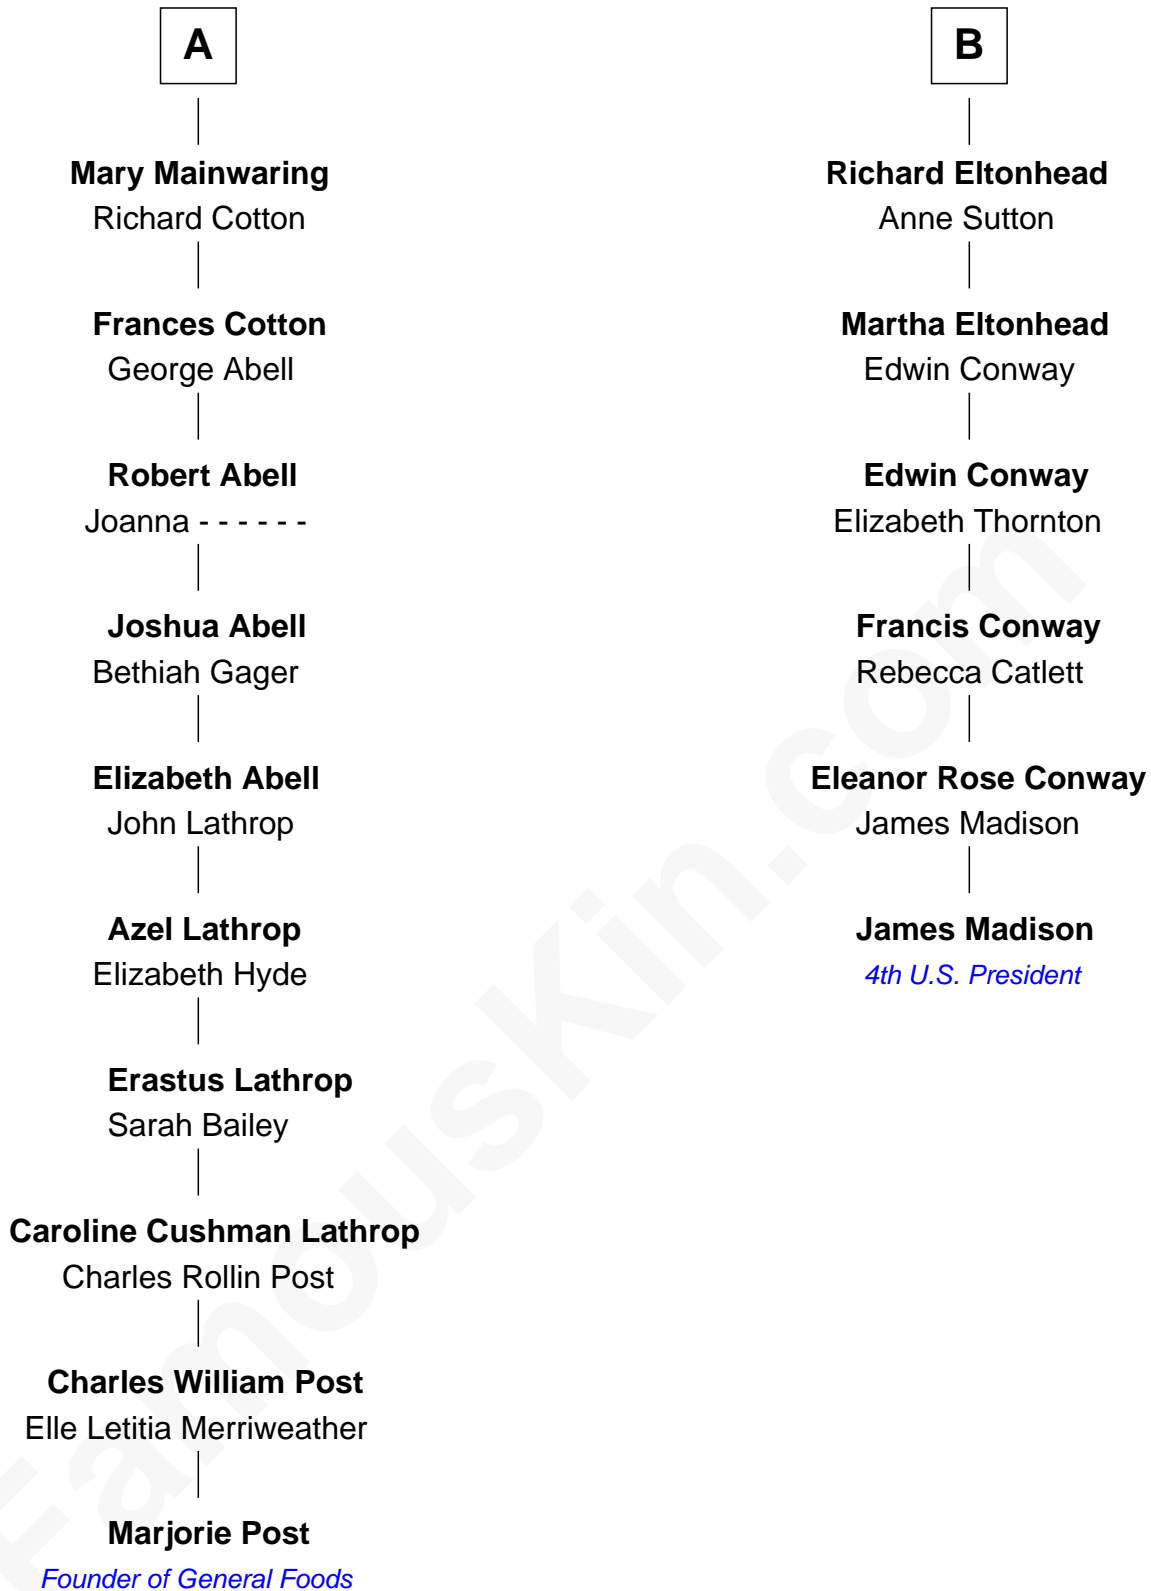 A
Mary Mainwaring
Richard Cotton
Frances Cotton
George Abell
Robert Abell
Joanna - - - - - -
Joshua Abell
Bethiah Gager
Elizabeth Abell
John Lathrop
Azel Lathrop
Elizabeth Hyde
Erastus Lathrop
Sarah Bailey
Caroline Cushman Lathrop
Charles Rollin Post
Charles William Post
Elle Letitia Merriweather
Marjorie Post
Founder of General Foods
B
Richard Eltonhead
Anne Sutton
Martha Eltonhead
Edwin Conway
Edwin Conway
Elizabeth Thornton
Francis Conway
Rebecca Catlett
Eleanor Rose Conway
James Madison
James Madison
4th U.S. President
FamousKin.com